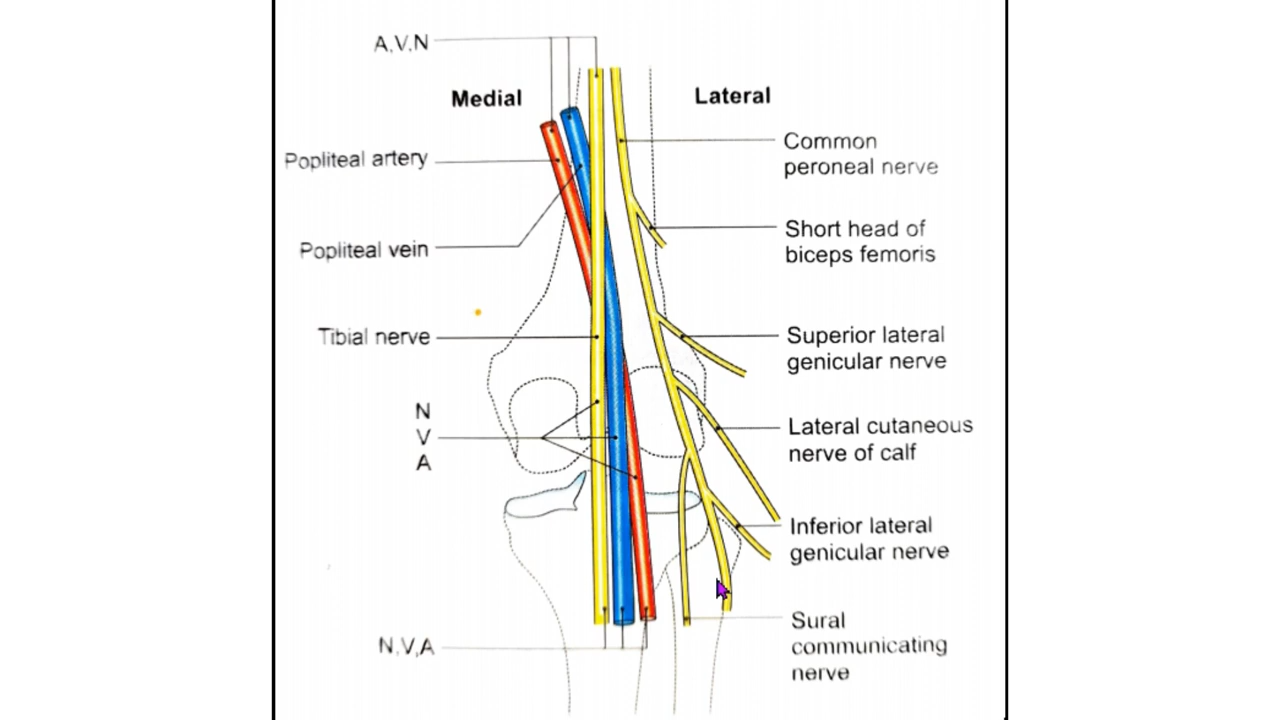 A,V,N
Medial
Lateral
Popliteal artery
Popliteal vein
Tibial nerve
N
V
A
N,V,A
Common
peroneal nerve
Short head of
biceps femoris
Superior lateral
genicular nerve
Lateral cutaneous
nerve of calf
Inferior lateral
genicular nerve
Sural
communicating
nerve